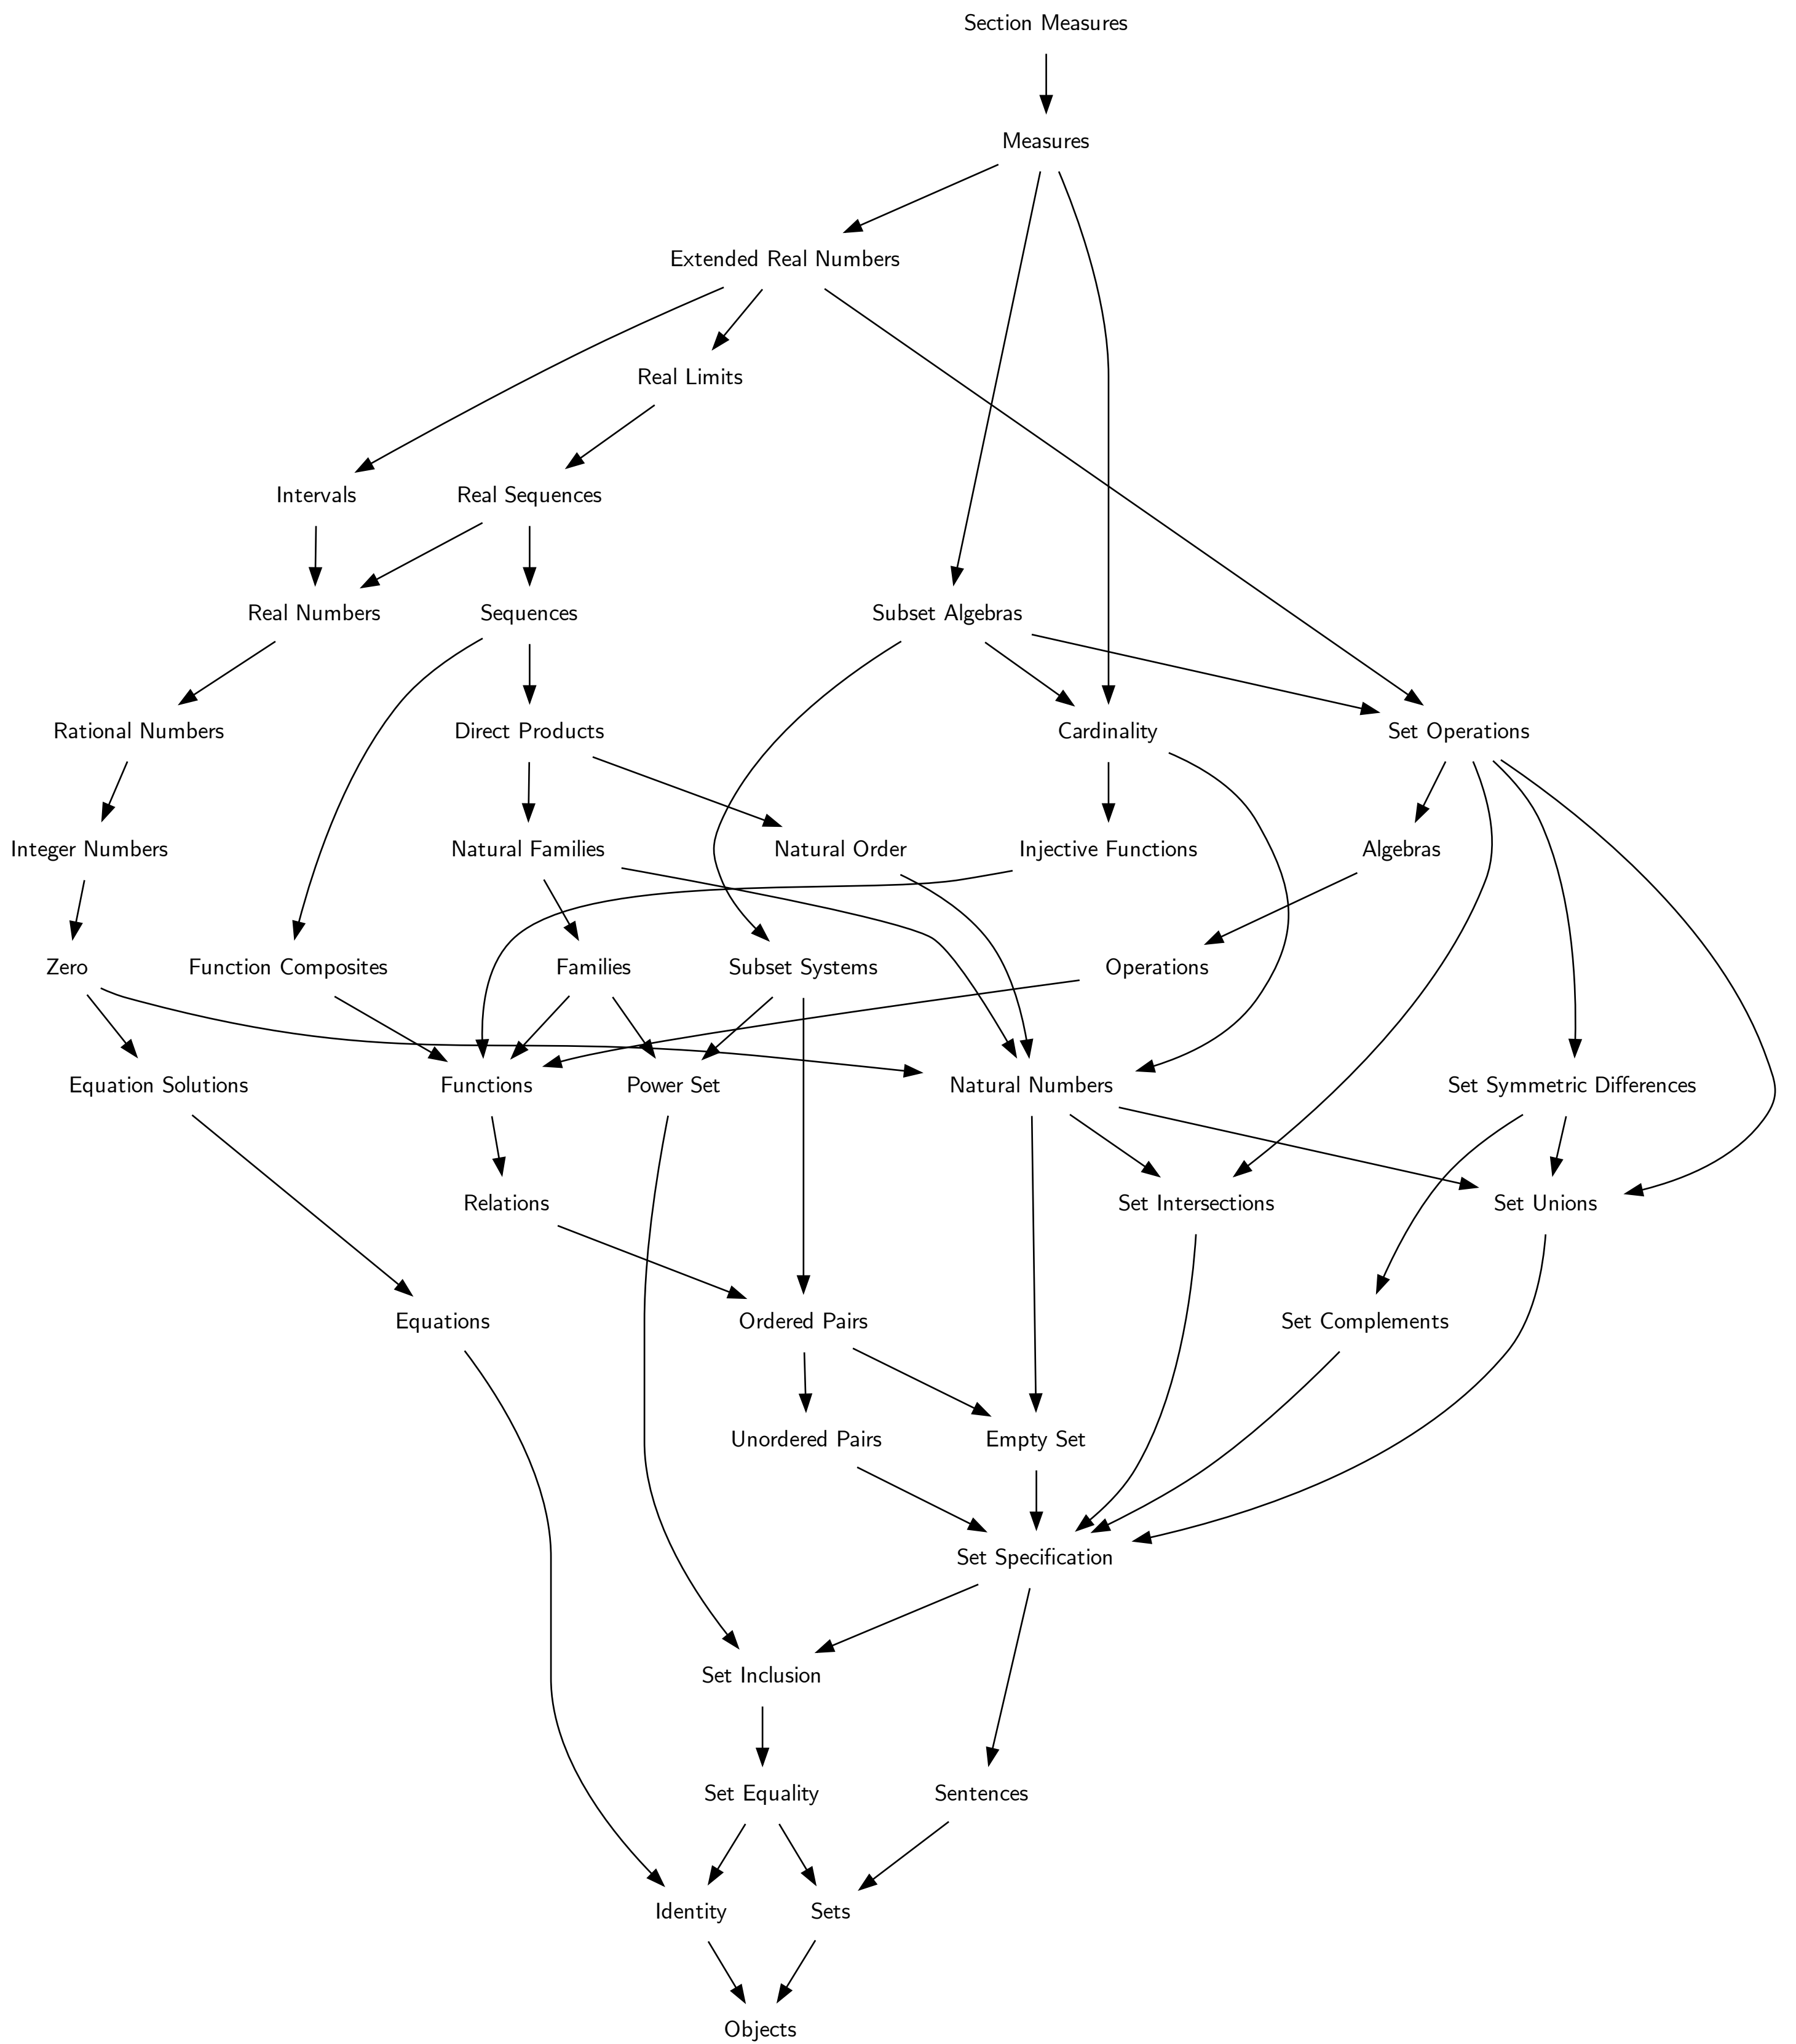 Section Measures
Measures
Extended Real Numbers
Real Limits
Intervals
Real Sequences
Real Numbers
Sequences
Subset Algebras
Rational Numbers
Direct Products
Cardinality
Set Operations
Integer Numbers
Natural Families
Natural Order
Injective Functions
Algebras
Zero
Function Composites
Families
Subset Systems
Operations
Equation Solutions
Functions
Power Set
Natural Numbers
Set Symmetric Differences
Relations
Set Intersections
Set Unions
Equations
Ordered Pairs
Set Complements
Unordered Pairs
Empty Set
Set Specification
Set Inclusion
Set Equality
Sentences
Identity
Sets
Objects